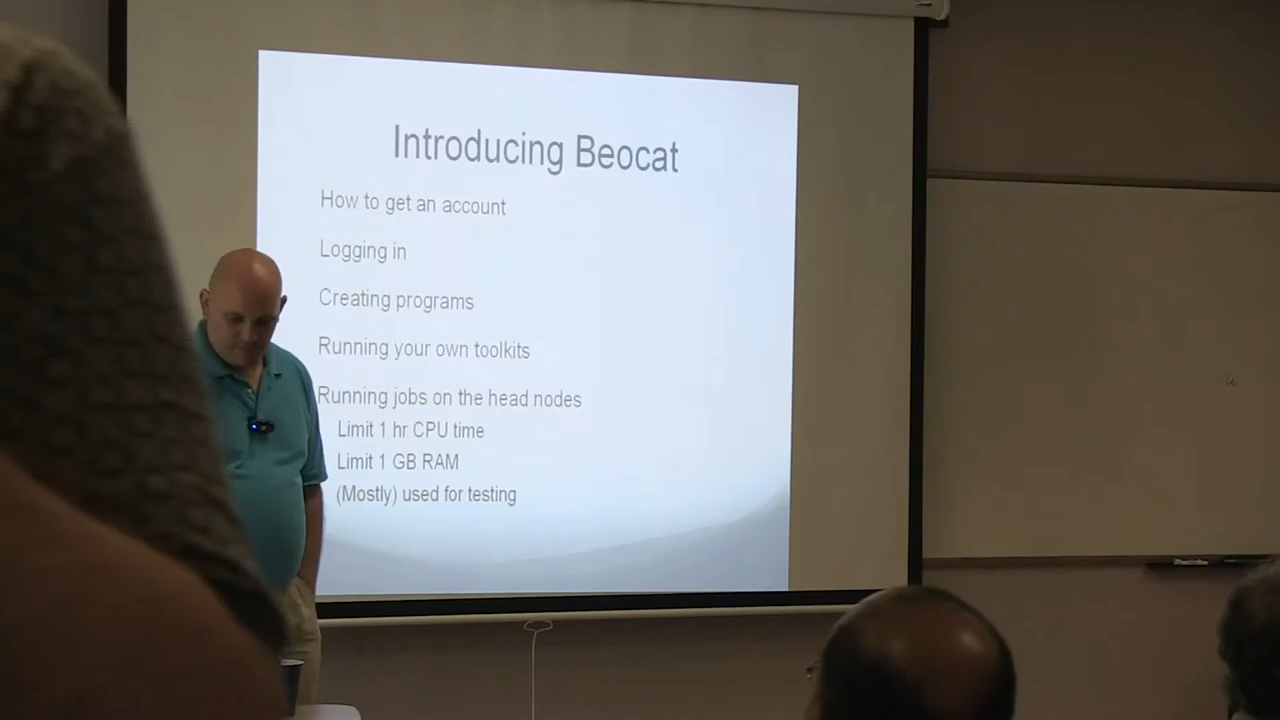 Introducing Beocat
How to get an account
Logging in
Creating programs
Running your own toolkits
Running jobs on the head nodes
Limit 1 hr CPU time
Limit 1 GB RAM
(Mostly) used for testing